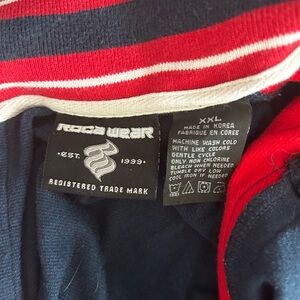 ROCA WEAR
EST. 1999
REGISTERED TRADE MARK
XXL
MADE IN KOREA
FABRIQUE EN COREE
MACHINE WASH COLD
WITH LIKE COLORS
GENTLE CYCLE
ONLY NON CHLORINE
BLEACH WHEN NEEDED
TUMBLE DRY LOW
COOL IRON IF NEEDED